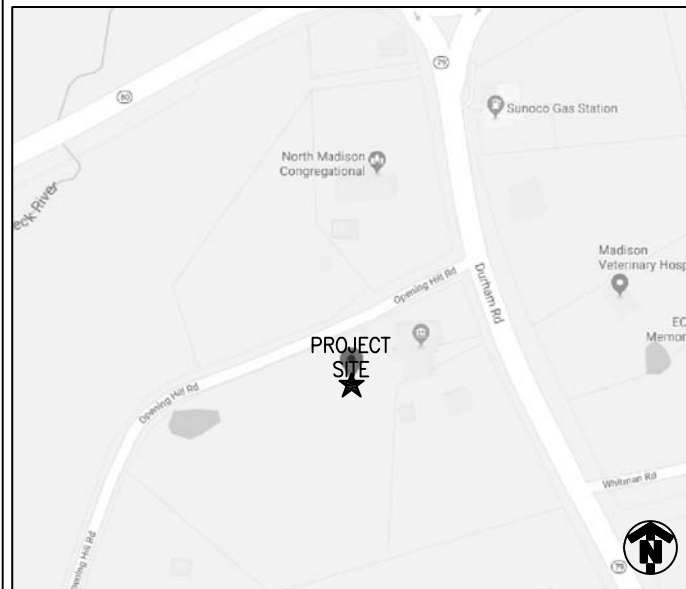 79
80
Sunoco Gas Station
North Madison
Congregational
eck River
Madison
Veterinary Hosp
Opening Hill Rd
Durham Rd
EC
Memor
PROJECT
SITE
Opening Hill Rd
Whitman Rd
pening Hill Rd
79
N